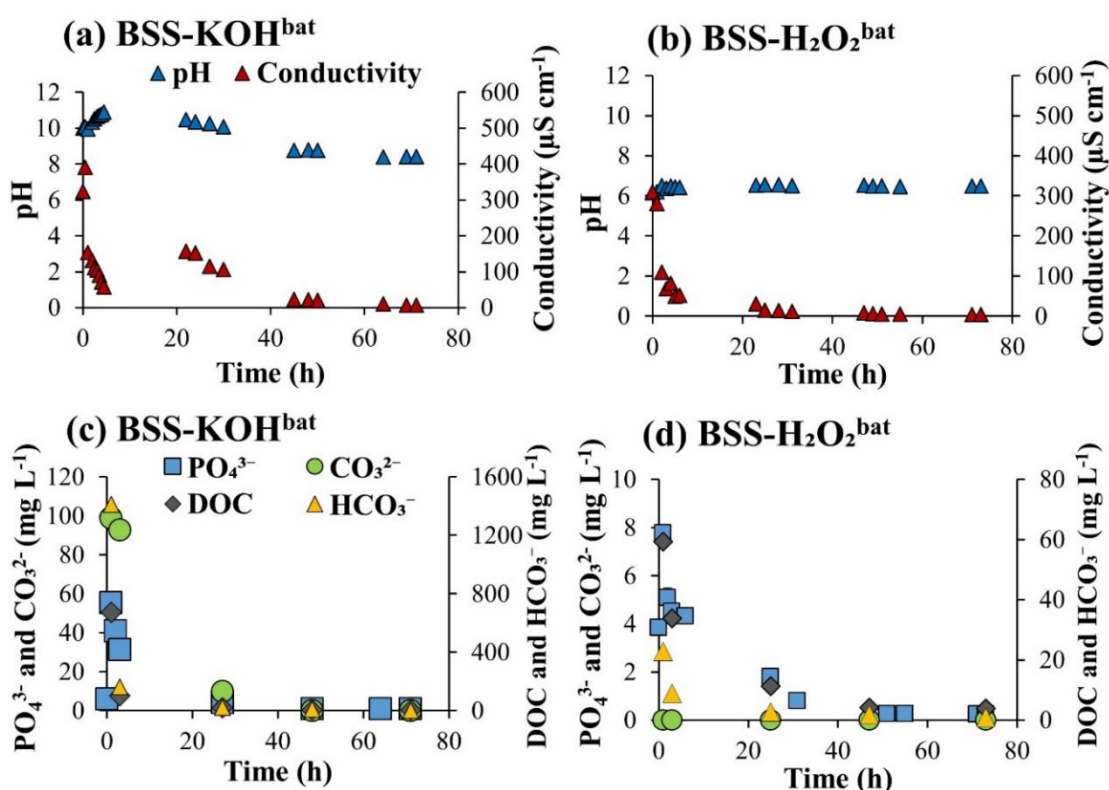 (a) BSS-KOHᵇᵃᵗ
pH Conductivity
12
10
8
6
4
2
0
600
500
400
300
200
100
0
pH
Conductivity (µS cm⁻¹)
0 20 40 60 80
Time (h)
(b) BSS-H₂O₂ᵇᵃᵗ
12
10
8
6
4
2
0
600
500
400
300
200
100
0
pH
Conductivity (µS cm⁻¹)
0 20 40 60 80
Time (h)
(c) BSS-KOHᵇᵃᵗ
PO₄³⁻ CO₃²⁻
DOC HCO₃⁻
120
100
80
60
40
20
0
1600
1200
800
400
0
PO₄³⁻ and CO₃²⁻ (mg L⁻¹)
DOC and HCO₃⁻ (mg L⁻¹)
0 20 40 60 80
Time (h)
(d) BSS-H₂O₂ᵇᵃᵗ
10
8
6
4
2
0
80
60
40
20
0
PO₄³⁻ and CO₃²⁻ (mg L⁻¹)
DOC and HCO₃⁻ (mg L⁻¹)
0 20 40 60 80
Time (h)